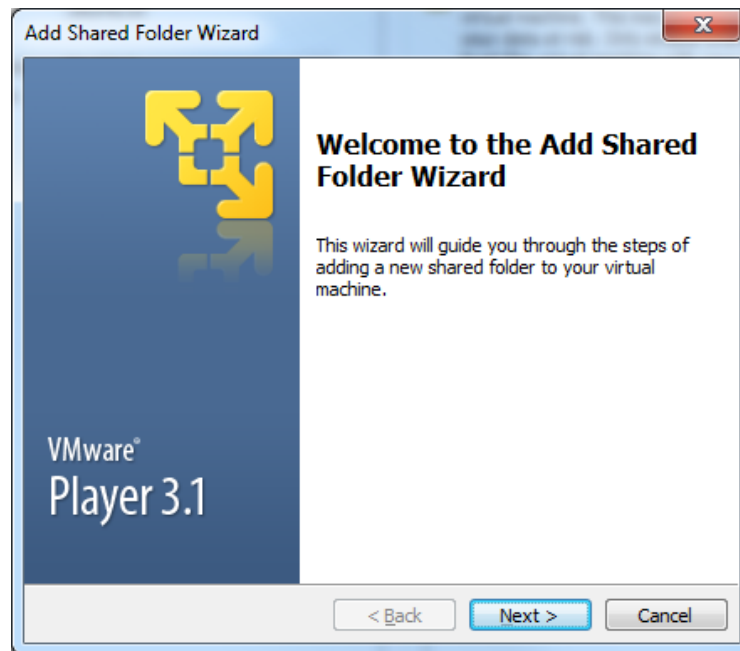 Add Shared Folder Wizard
Welcome to the Add Shared
Folder Wizard
This wizard will guide you through the steps of
adding a new shared folder to your virtual
machine.
VMware®
Player 3.1
< Back
Next >
Cancel